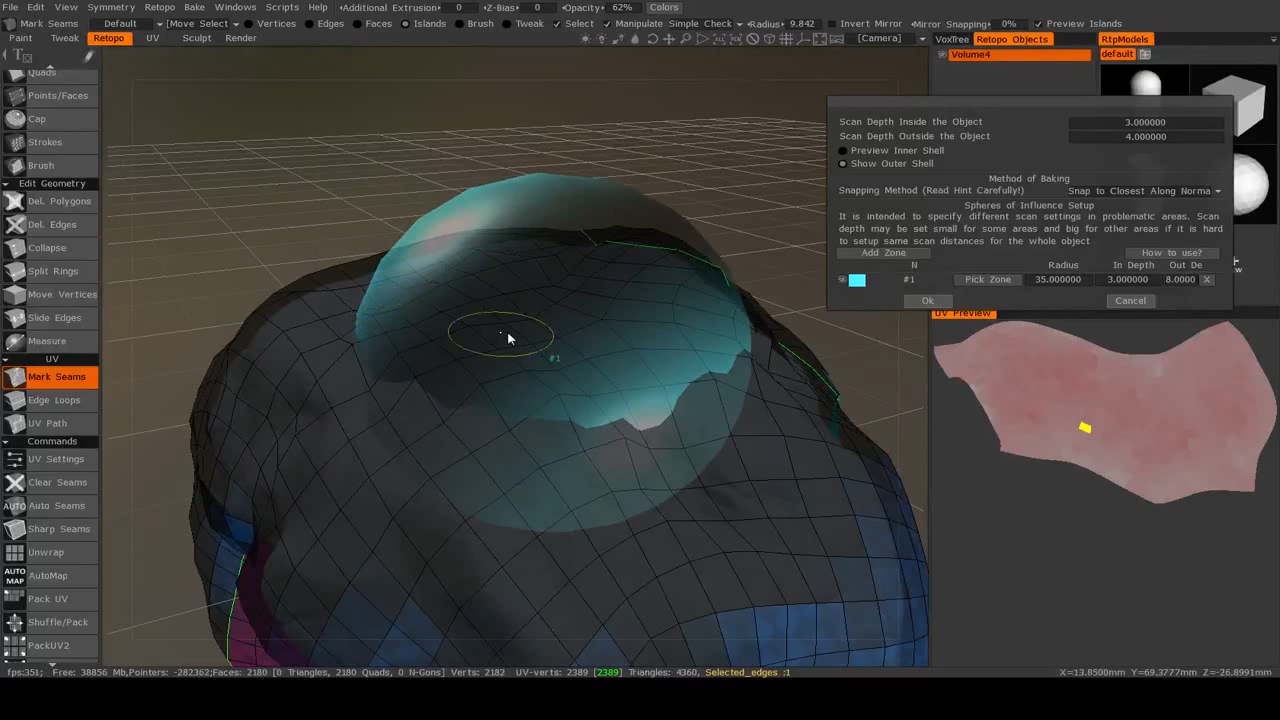 File Edit View Symmetry Retopo Bake Windows Scripts Help •Additional Extrusion• 0 •Z-Bias• 0 •Opacity• 62% Colors
Mark Seams Default [Move Select] Vertices Edges Faces Islands Brush Tweak Select Manipulate Simple Check •Radius• 9.842 Invert Mirror •Mirror Snapping• 0% Preview Islands
Paint Tweak Retopo UV Sculpt Render [Camera] VoxTree Retopo Objects RtpModels
Volume4 default
Quads
Points/Faces
Cap
Strokes
Brush
Edit Geometry
Del. Polygons
Del. Edges
Collapse
Split Rings
Move Vertices
Slide Edges
Measure
UV
Mark Seams
Edge Loops
UV Path
Commands
UV Settings
Clear Seams
AUTO Auto Seams
Sharp Seams
Unwrap
AUTO MAP AutoMap
Pack UV
Shuffle/Pack
PackUV2
#1
Scan Depth Inside the Object 3.000000
Scan Depth Outside the Object 4.000000
Preview Inner Shell
Show Outer Shell
Method of Baking
Snapping Method (Read Hint Carefully!) Snap to Closest Along Norma
Spheres of Influence Setup
It is intended to specify different scan settings in problematic areas. Scan
depth may be set small for some areas and big for other areas if it is hard
to setup same scan distances for the whole object
Add Zone How to use?
N Radius In Depth Out De
#1 Pick Zone 35.000000 3.000000 8.0000 X
Ok Cancel
UV Preview
fps:351; Free: 38856 Mb,Pointers: -282362;Faces: 2180 [0 Triangles, 2180 Quads, 0 N-Gons] Verts: 2182 UV-verts: 2389 [2389] Triangles: 4360, Selected_edges :1 X=13.8500mm Y=69.3777mm Z=-26.8991mm